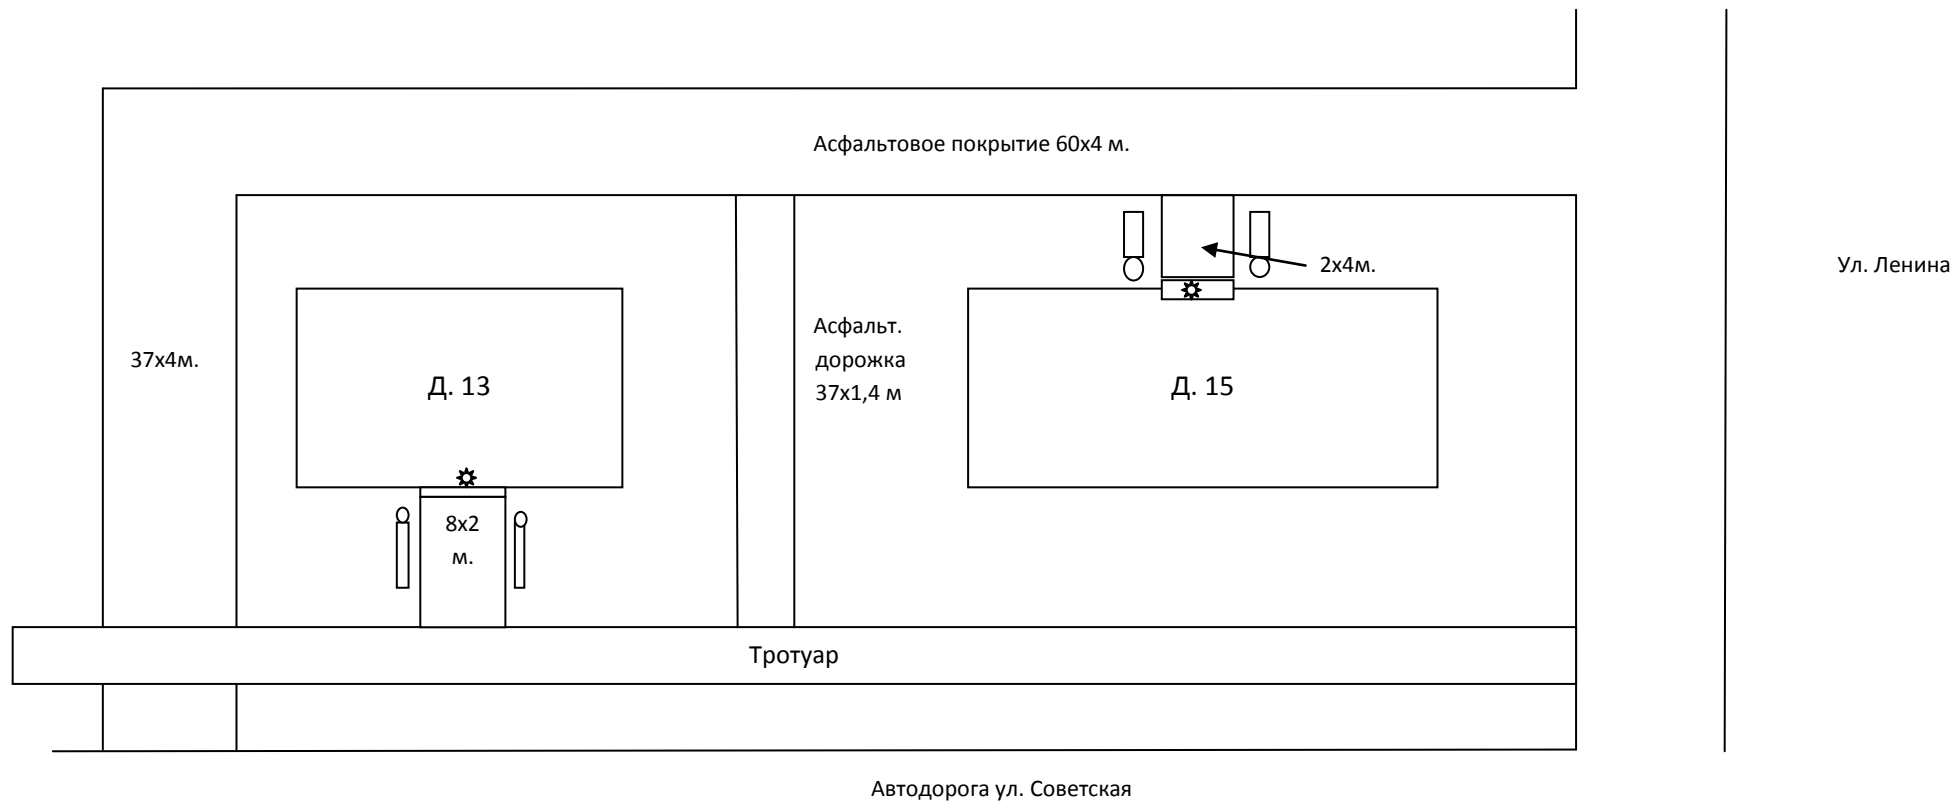 Асфальтовое покрытие 60х4 м.
2х4м.
Ул. Ленина
Асфальт.
дорожка
37х1,4 м
37х4м.
Д. 13
Д. 15
8х2
м.
Тротуар
Автодорога ул. Советская